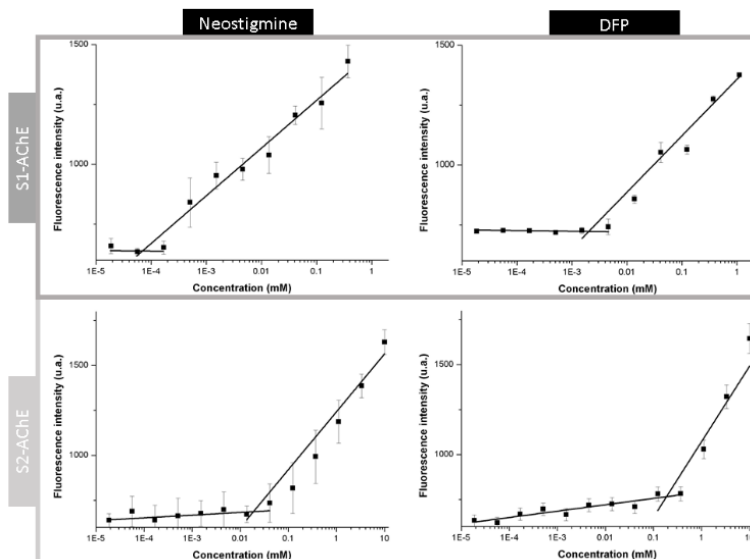 Neostigmine
DFP
S1-AChE
Fluorescence intensity (u.a.)
1500
1000
1E-5 1E-4 1E-3 0.01 0.1 1
Concentration (mM)
Fluorescence intensity (u.a.)
1500
1000
1E-5 1E-4 1E-3 0.01 0.1 1
Concentration (mM)
S2-AChE
Fluorescence intensity (u.a.)
1500
1000
1E-5 1E-4 1E-3 0.01 0.1 1 10
Concentration (mM)
Fluorescence intensity (u.a.)
1500
1000
1E-5 1E-4 1E-3 0.01 0.1 1
Concentration (mM)